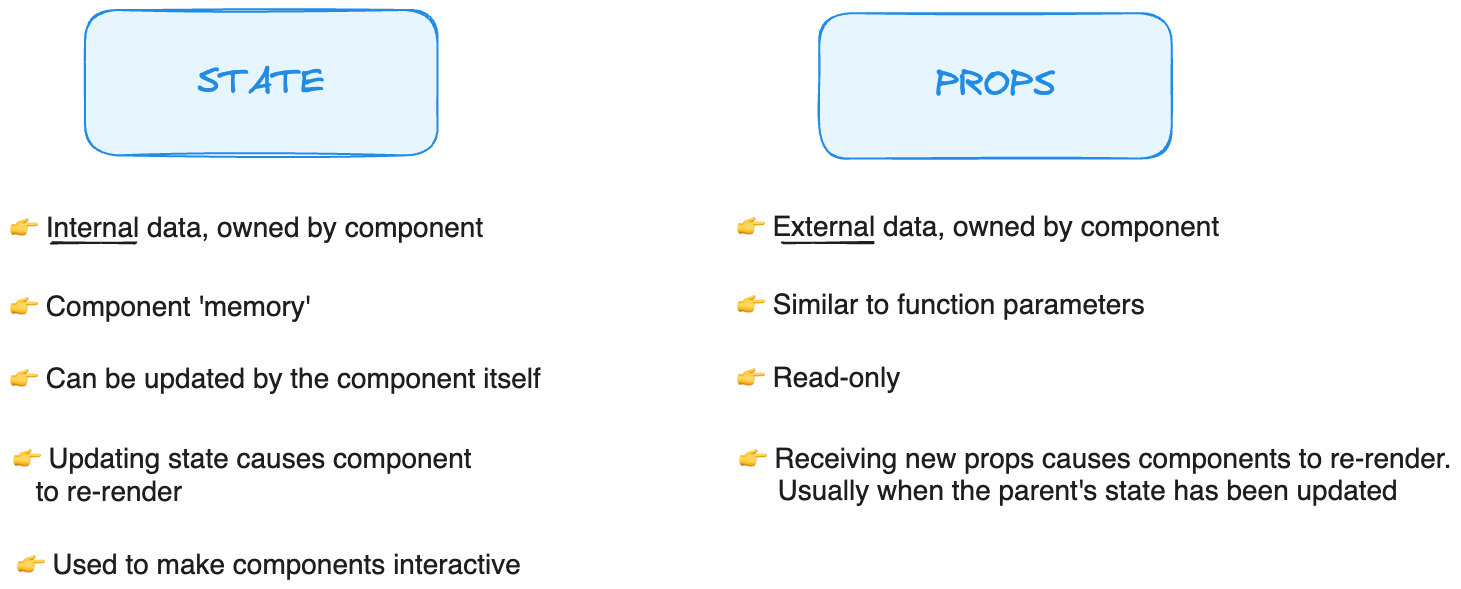 STATE
👉 Internal data, owned by component
👉 Component 'memory'
👉 Can be updated by the component itself
👉 Updating state causes component
to re-render
👉 Used to make components interactive
PROPS
👉 External data, owned by component
👉 Similar to function parameters
👉 Read-only
👉 Receiving new props causes components to re-render.
Usually when the parent's state has been updated